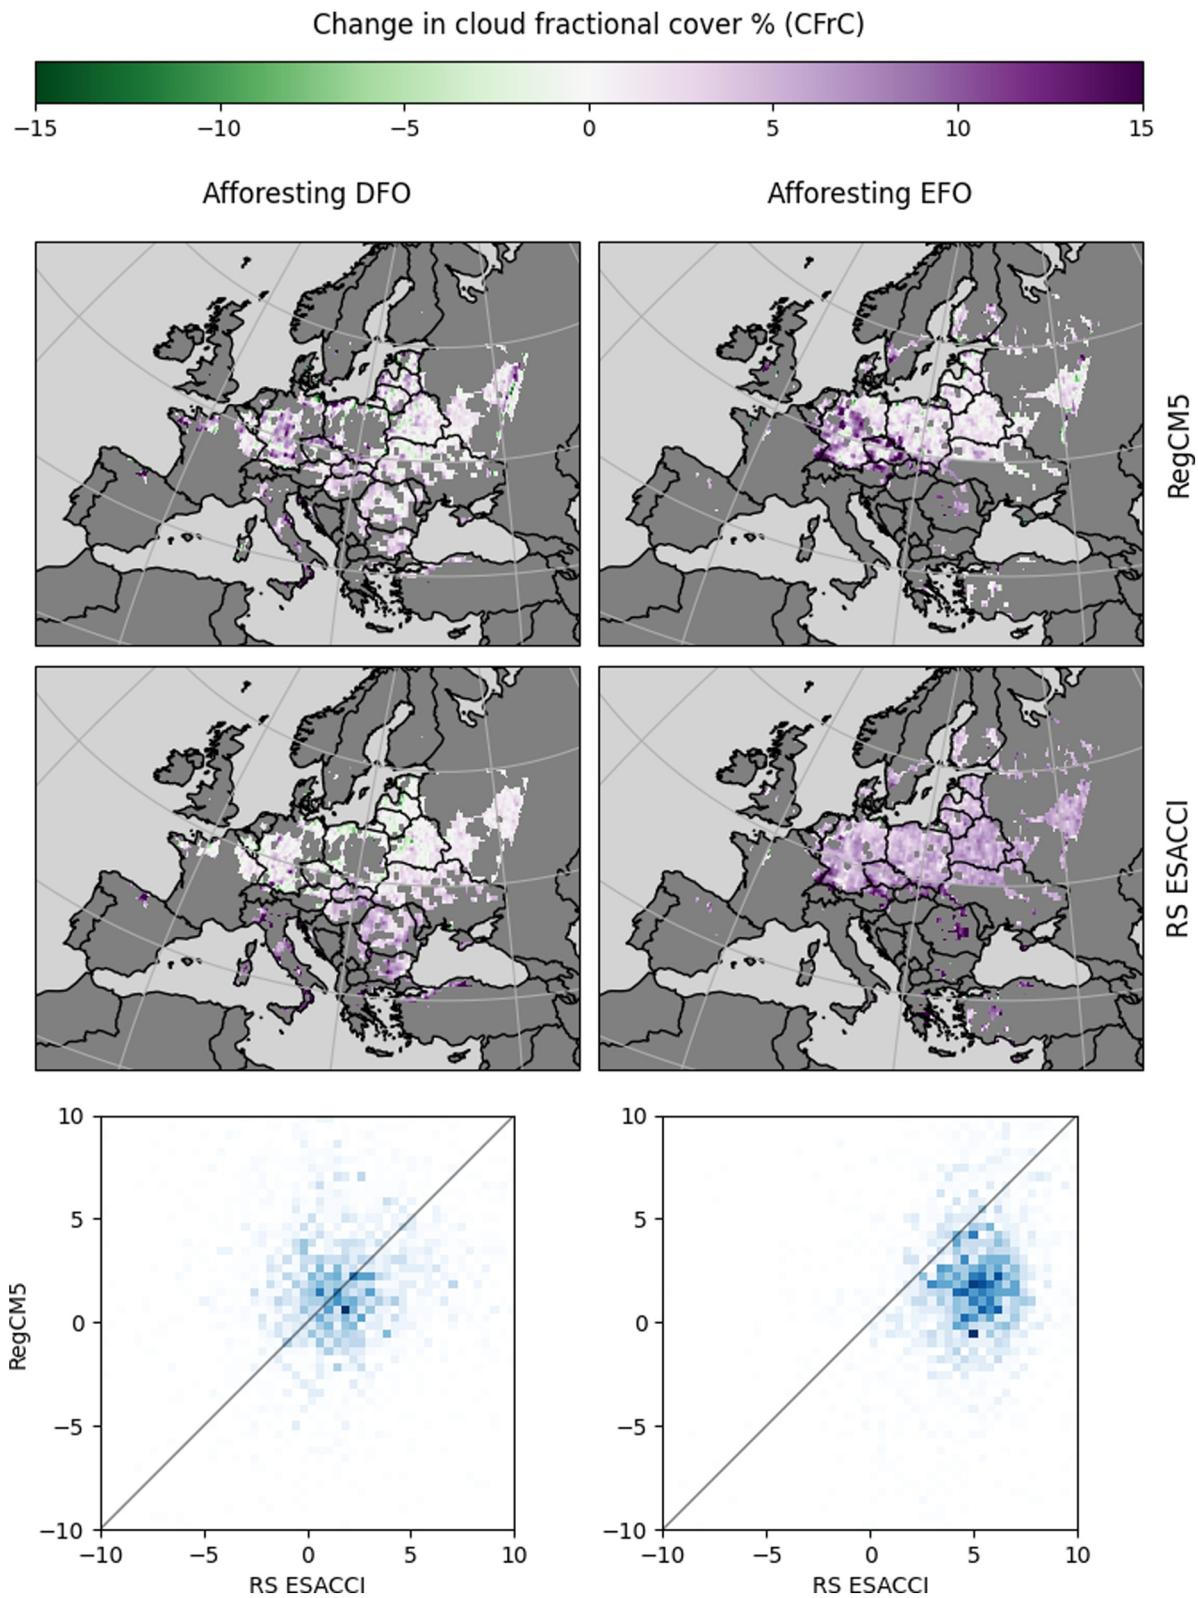 Change in cloud fractional cover % (CFrC)
−15 −10 −5 0 5 10 15
Afforesting DFO Afforesting EFO
RegCM5
RS ESACCI
10 10
5 5
0 0
−5 −5
−10 −10
RegCM5
−10 −5 0 5 10 −10 −5 0 5 10
RS ESACCI RS ESACCI